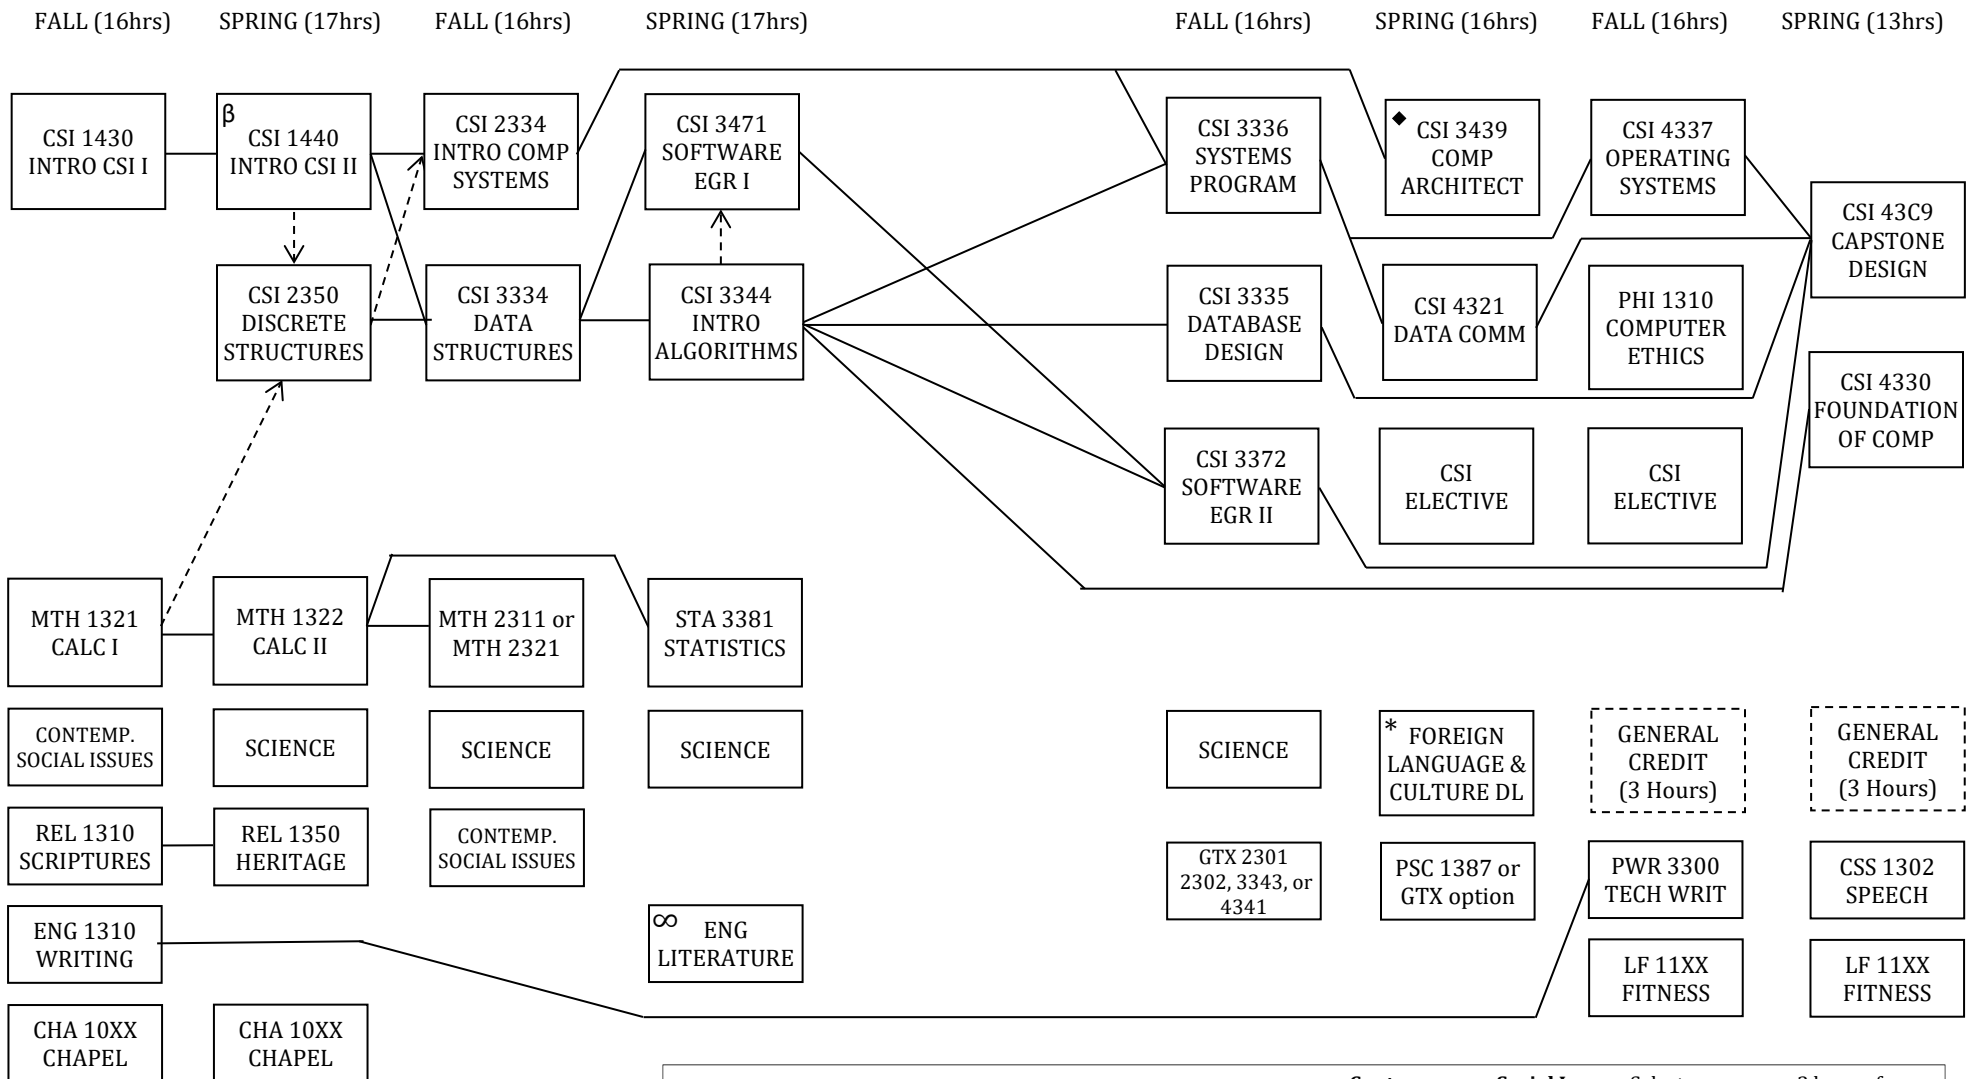 FALL (16hrs) SPRING (17hrs) FALL (16hrs) SPRING (17hrs) FALL (16hrs) SPRING (16hrs) FALL (16hrs) SPRING (13hrs)
CSI 1430
INTRO CSI I
β
CSI 1440
INTRO CSI II
CSI 2334
INTRO COMP
SYSTEMS
CSI 3471
SOFTWARE
EGR I
CSI 3336
SYSTEMS
PROGRAM
◆
CSI 3439
COMP
ARCHITECT
CSI 4337
OPERATING
SYSTEMS
CSI 43C9
CAPSTONE
DESIGN
CSI 2350
DISCRETE
STRUCTURES
CSI 3334
DATA
STRUCTURES
CSI 3344
INTRO
ALGORITHMS
CSI 3335
DATABASE
DESIGN
CSI 4321
DATA COMM
PHI 1310
COMPUTER
ETHICS
CSI 4330
FOUNDATION
OF COMP
CSI 3372
SOFTWARE
EGR II
CSI
ELECTIVE
CSI
ELECTIVE
MTH 1321
CALC I
MTH 1322
CALC II
MTH 2311 or
MTH 2321
STA 3381
STATISTICS
CONTEMP.
SOCIAL ISSUES
SCIENCE
SCIENCE
SCIENCE
SCIENCE
* FOREIGN
LANGUAGE &
CULTURE DL
GENERAL
CREDIT
(3 Hours)
GENERAL
CREDIT
(3 Hours)
REL 1310
SCRIPTURES
REL 1350
HERITAGE
CONTEMP.
SOCIAL ISSUES
GTX 2301
2302, 3343, or
4341
PSC 1387 or
GTX option
PWR 3300
TECH WRIT
CSS 1302
SPEECH
ENG 1310
WRITING
∞ ENG
LITERATURE
LF 11XX
FITNESS
LF 11XX
FITNESS
CHA 10XX
CHAPEL
CHA 10XX
CHAPEL